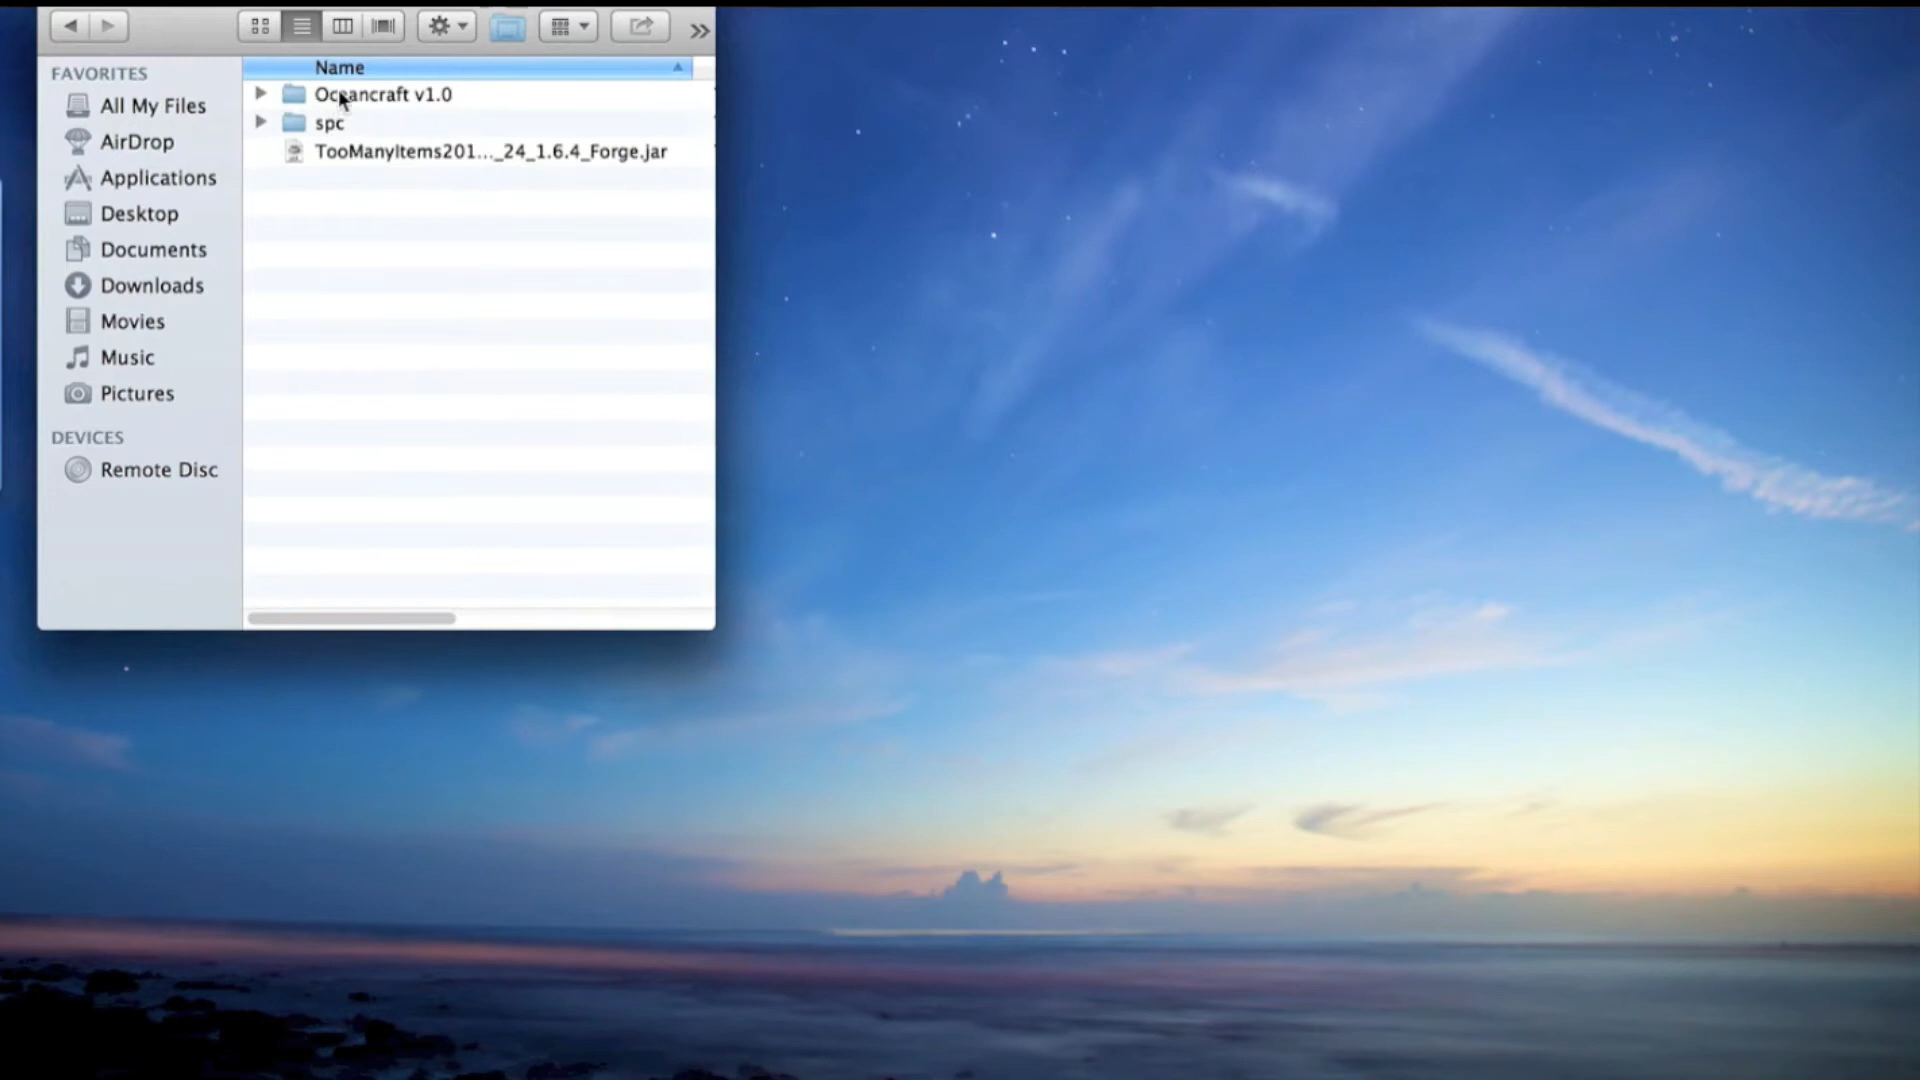 Name
FAVORITES
All My Files
AirDrop
Applications
Desktop
Documents
Downloads
Movies
Music
Pictures
DEVICES
Remote Disc
Oceancraft v1.0
spc
TooManyItems201..._24_1.6.4_Forge.jar